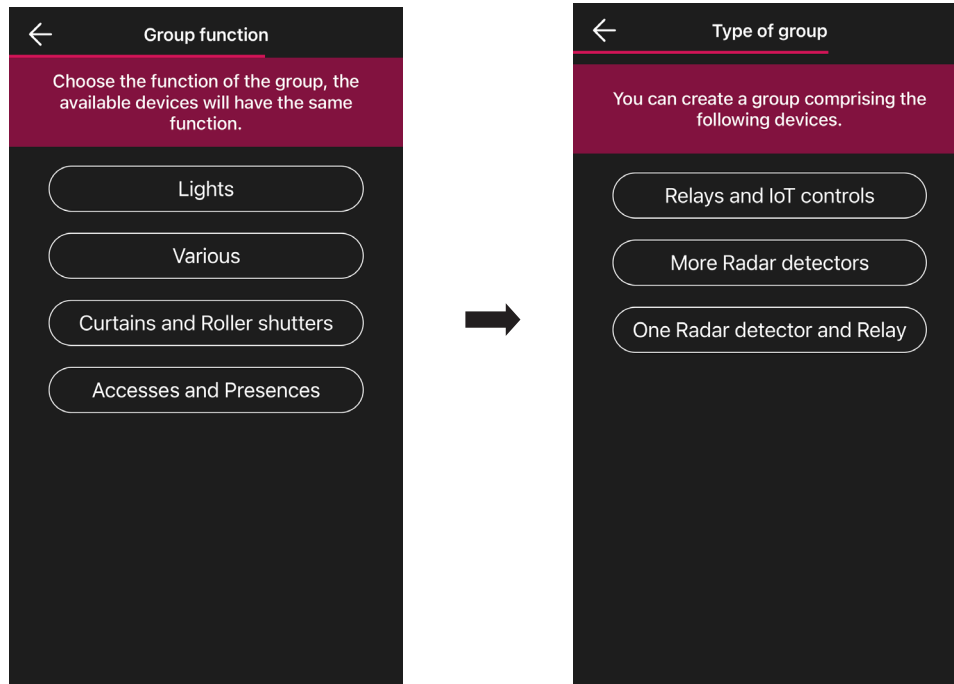 Group function
Choose the function of the group, the
available devices will have the same
function.
Lights
Various
Curtains and Roller shutters
Accesses and Presences
Type of group
You can create a group comprising the
following devices.
Relays and IoT controls
More Radar detectors
One Radar detector and Relay